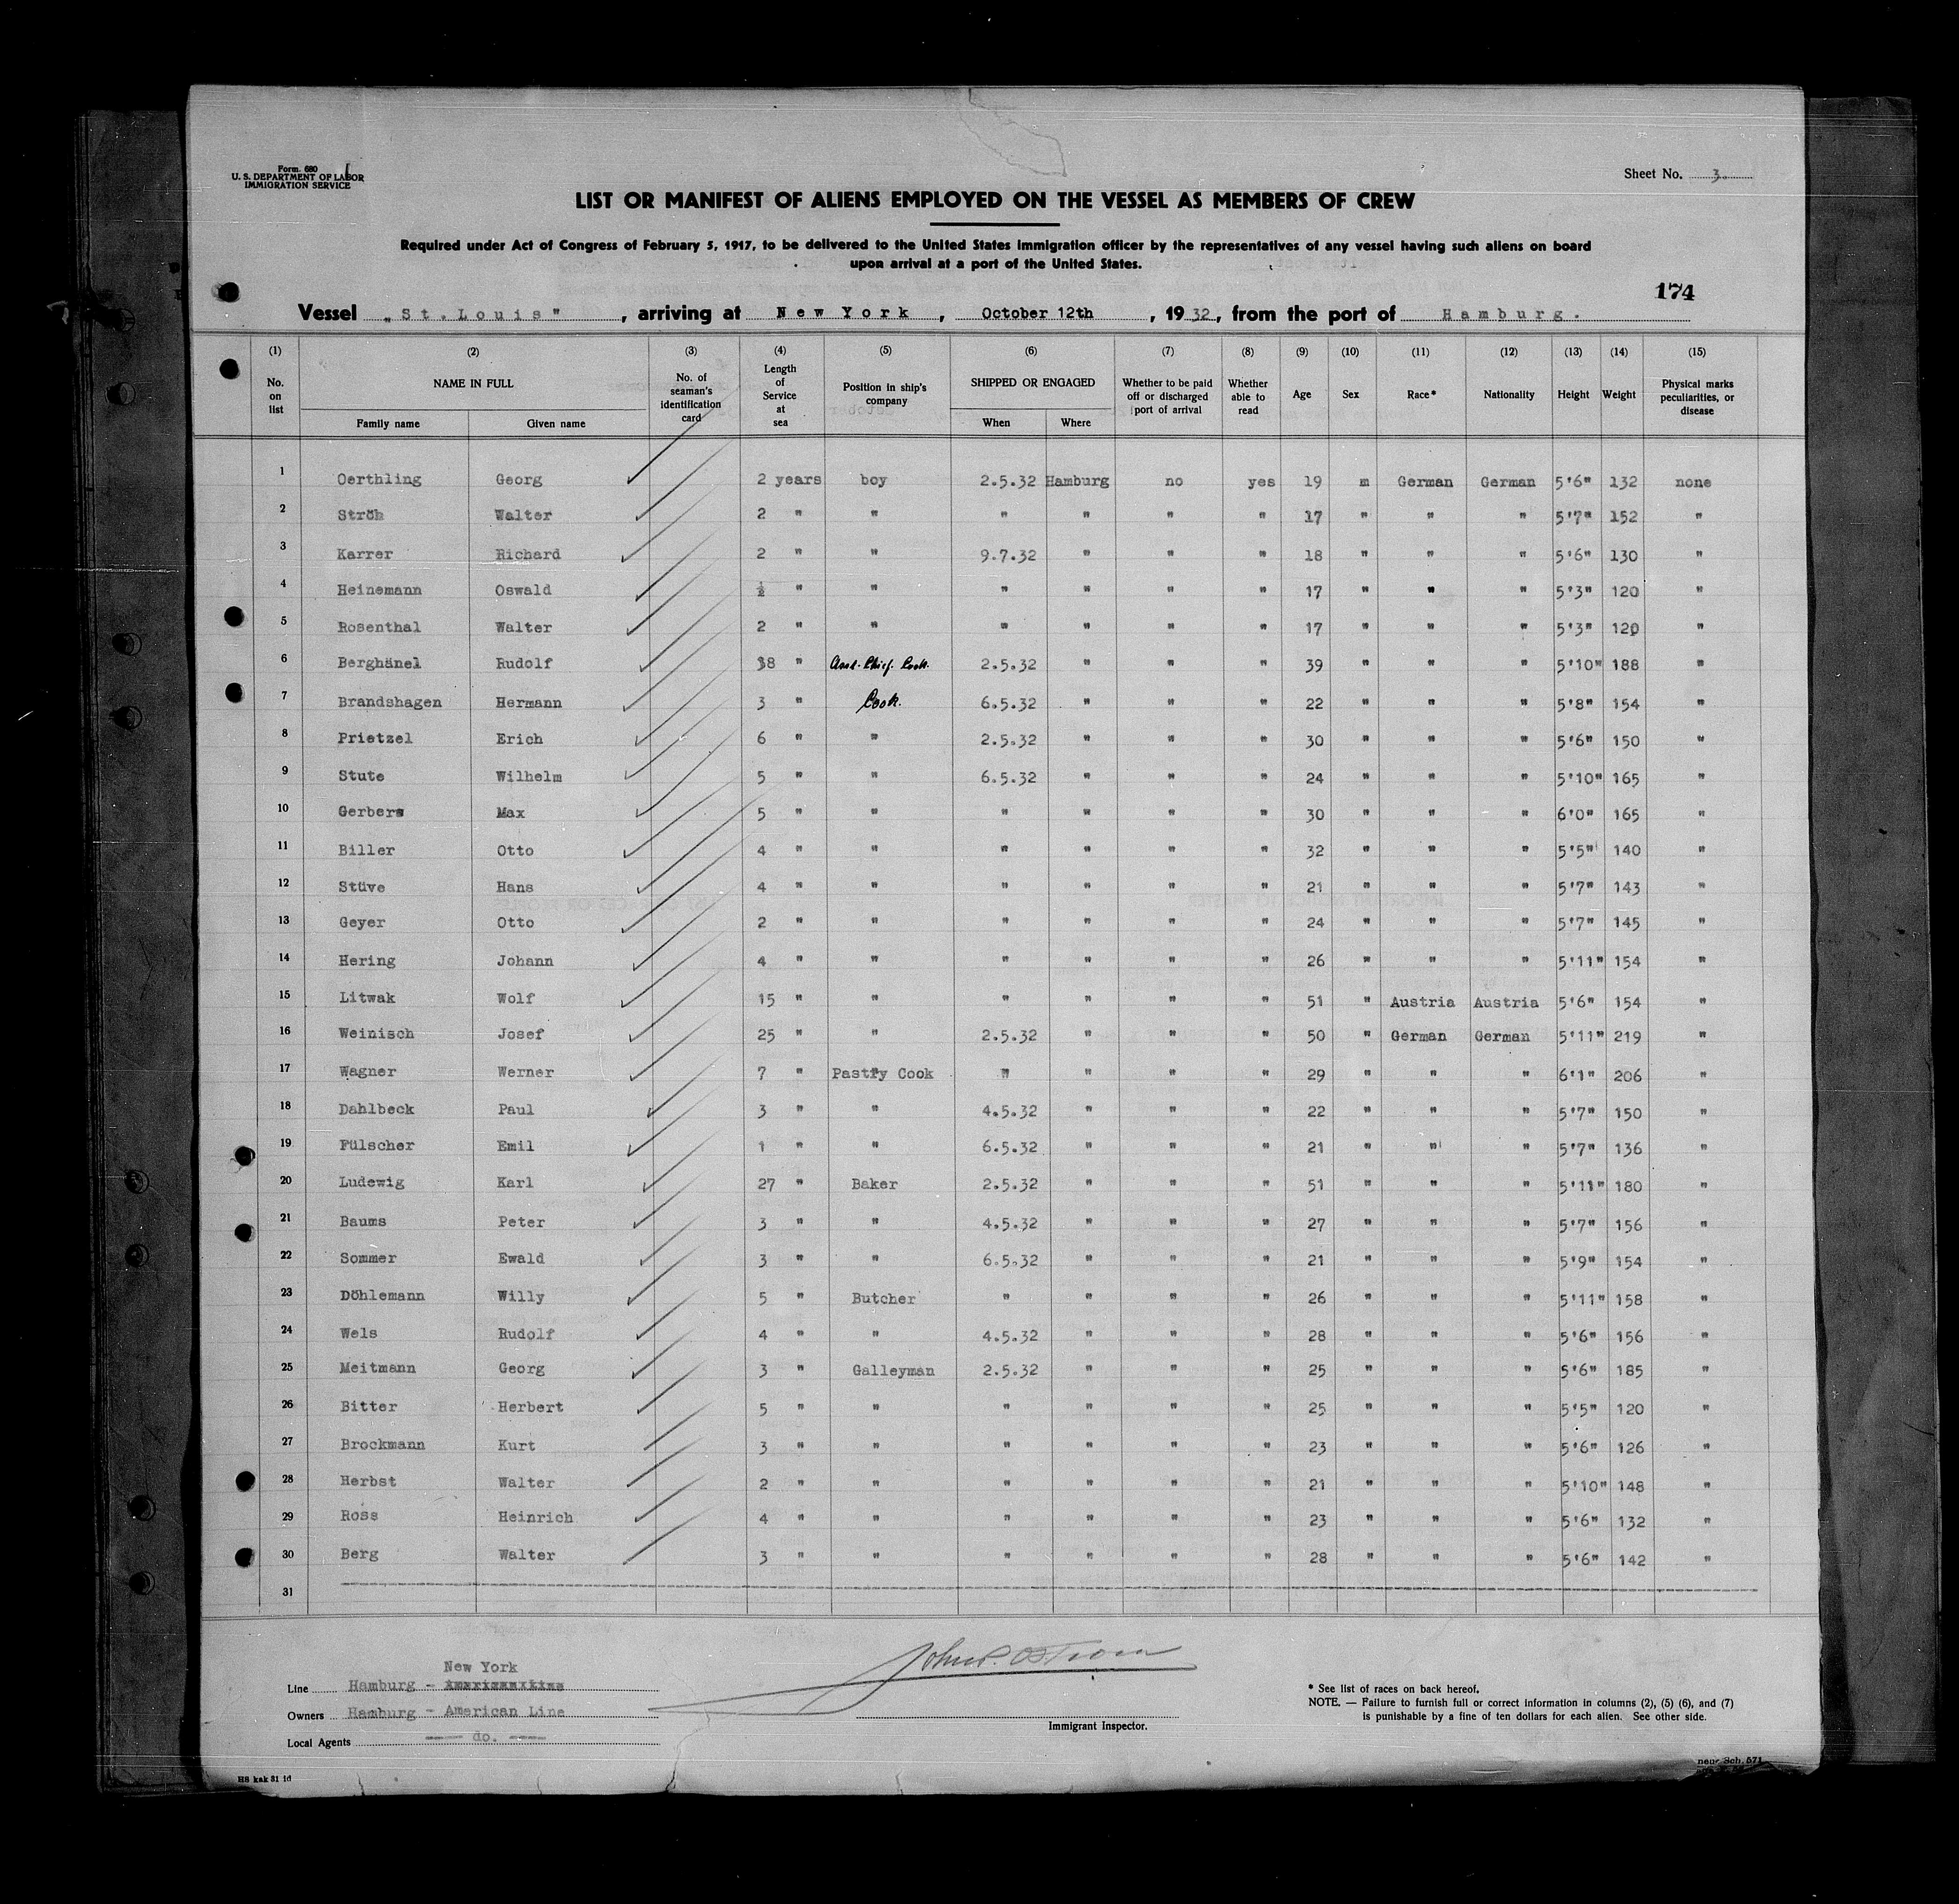 Form. 680
U. S. DEPARTMENT OF LABOR
IMMIGRATION SERVICE
Sheet No. 3.
LIST OR MANIFEST OF ALIENS EMPLOYED ON THE VESSEL AS MEMBERS OF CREW
Required under Act of Congress of February 5, 1917, to be delivered to the United States immigration officer by the representatives of any vessel having such aliens on board
upon arrival at a port of the United States.
174
Vessel „St.Louis" , arriving at New York , October 12th , 1932, from the port of Hamburg.
(1) (2) (3) (4) (5) (6) (7) (8) (9) (10) (11) (12) (13) (14) (15)
No. on list NAME IN FULL Family name Given name No. of seaman's identification card Length of Service at sea Position in ship's company SHIPPED OR ENGAGED When Where Whether to be paid off or discharged port of arrival Whether able to read Age Sex Race* Nationality Height Weight Physical marks peculiarities, or disease
1 Oerthling Georg 2 years boy 2.5.32 Hamburg no yes 19 m German German 5'6" 132 none
2 Ströh Walter 2 " " " " " " 17 " " " 5'7" 152 "
3 Karrer Richard 2 " " 9.7.32 " " " 18 " " " 5'6" 130 "
4 Heinemann Oswald ½ " " " " " " 17 " " " 5'3" 120 "
5 Rosenthal Walter 2 " " " " " " 17 " " " 5'3" 120 "
6 Berghänel Rudolf 38 " Chief Cook. 2.5.32 " " " 39 " " " 5'10" 188 "
7 Brandshagen Hermann 3 " Cook. 6.5.32 " " " 22 " " " 5'8" 154 "
8 Prietzel Erich 6 " " 2.5.32 " " " 30 " " " 5'6" 150 "
9 Stute Wilhelm 5 " " 6.5.32 " " " 24 " " " 5'10" 165 "
10 Gerbers Max 5 " " " " " " 30 " " " 6'0" 165 "
11 Biller Otto 4 " " " " " " 32 " " " 5'5" 140 "
12 Stüve Hans 4 " " " " " " 21 " " " 5'7" 143 "
13 Geyer Otto 2 " " " " " " 24 " " " 5'7" 145 "
14 Hering Johann 4 " " " " " " 26 " " " 5'11" 154 "
15 Litwak Wolf 15 " " " " " " 51 " Austria Austria 5'6" 154 "
16 Weinisch Josef 25 " " 2.5.32 " " " 50 " German German 5'11" 219 "
17 Wagner Werner 7 " Pastry Cook " " " " 29 " " " 6'1" 206 "
18 Dahlbeck Paul 3 " " 4.5.32 " " " 22 " " " 5'7" 150 "
19 Fülscher Emil 1 " " 6.5.32 " " " 21 " " " 5'7" 136 "
20 Ludewig Karl 27 " Baker 2.5.32 " " " 51 " " " 5'11" 180 "
21 Baums Peter 3 " " 4.5.32 " " " 27 " " " 5'7" 156 "
22 Sommer Ewald 3 " " 6.5.32 " " " 21 " " " 5'9" 154 "
23 Döhlemann Willy 5 " Butcher " " " " 26 " " " 5'11" 158 "
24 Wels Rudolf 4 " " 4.5.32 " " " 28 " " " 5'6" 156 "
25 Meitmann Georg 3 " Galleyman 2.5.32 " " " 25 " " " 5'6" 185 "
26 Bitter Herbert 5 " " " " " " 25 " " " 5'5" 120 "
27 Brockmann Kurt 3 " " " " " " 23 " " " 5'6" 126 "
28 Herbst Walter 2 " " " " " " 21 " " " 5'10" 148 "
29 Ross Heinrich 4 " " " " " " 23 " " " 5'6" 132 "
30 Berg Walter 3 " " " " " " 28 " " " 5'6" 142 "
31
New York
Line Hamburg -
Owners Hamburg - American Line
Local Agents do.
Immigrant Inspector.
* See list of races on back hereof.
NOTE. — Failure to furnish full or correct information in columns (2), (5) (6), and (7)
is punishable by a fine of ten dollars for each alien. See other side.
HS kak 31 1d
Sch. 571